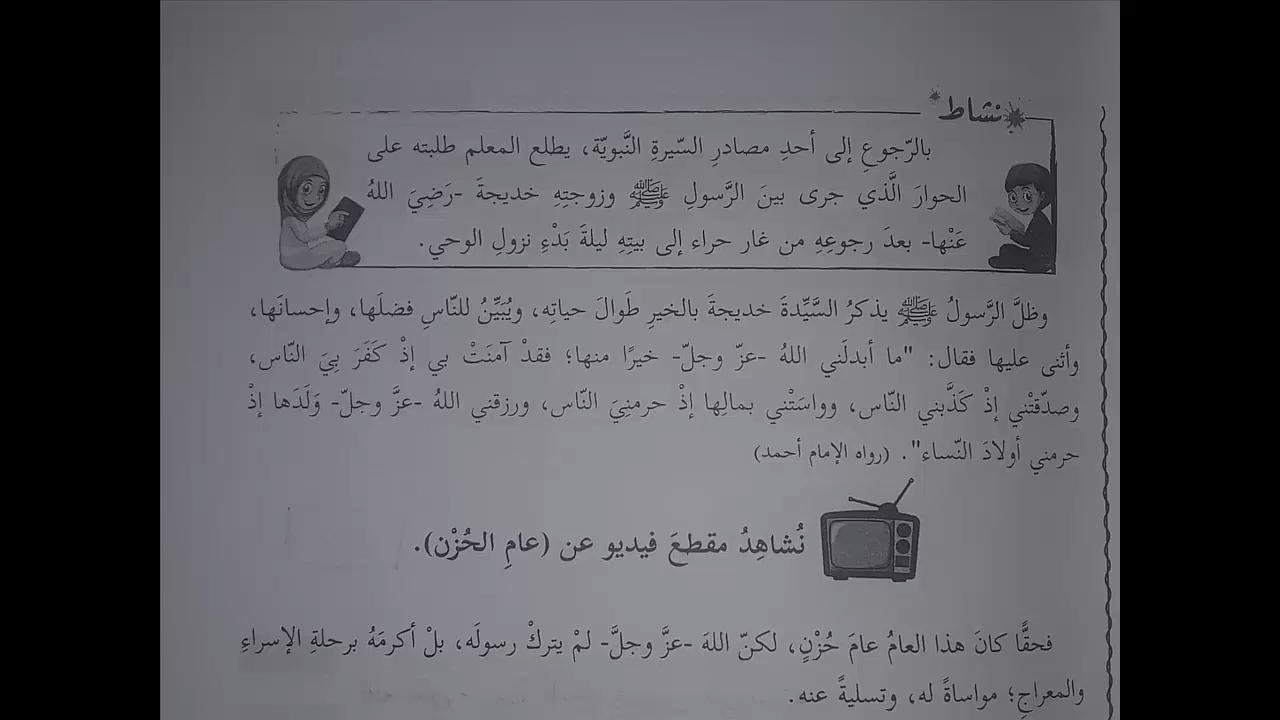 نشاط
بالرّجوعِ إلى أحدِ مصادرِ السّيرةِ النَّبويّة، يطلع المعلم طلبته على
الحوارَ الَّذي جرى بينَ الرَّسولِ ﷺ وزوجتِهِ خديجةَ -رَضِيَ اللهُ
عَنْها- بعدَ رجوعِهِ من غار حراء إلى بيتِهِ ليلةَ بَدْءِ نزولِ الوحي.
وظلَّ الرَّسولُ ﷺ يذكرُ السَّيِّدةَ خديجةَ بالخيرِ طَوالَ حياتِه، ويُبَيِّنُ للنّاسِ فضلَها، وإحسانَها،
وأثنى عليها فقال: "ما أبدلَني اللهُ -عزّ وجلّ- خيرًا منها؛ فقدْ آمنَتْ بي إذْ كَفَرَ بِيَ النّاس،
وصدّقتْني إذْ كَذَّبني النّاس، وواسَتْني بمالِها إذْ حرمنِيَ النّاس، ورزقني اللهُ -عزَّ وجلّ- وَلَدَها إذْ
حرمني أولادَ النّساء". (رواه الإمام أحمد)
نُشاهِدُ مقطعَ فيديو عن (عامِ الحُزْن).
فحقًّا كانَ هذا العامُ عامَ حُزْنٍ، لكنّ اللهَ -عزَّ وجلَّ- لمْ يتركْ رسولَه، بلْ أكرمَهُ برحلةِ الإسراءِ
والمعراجِ؛ مواساةً له، وتسليةً عنه.